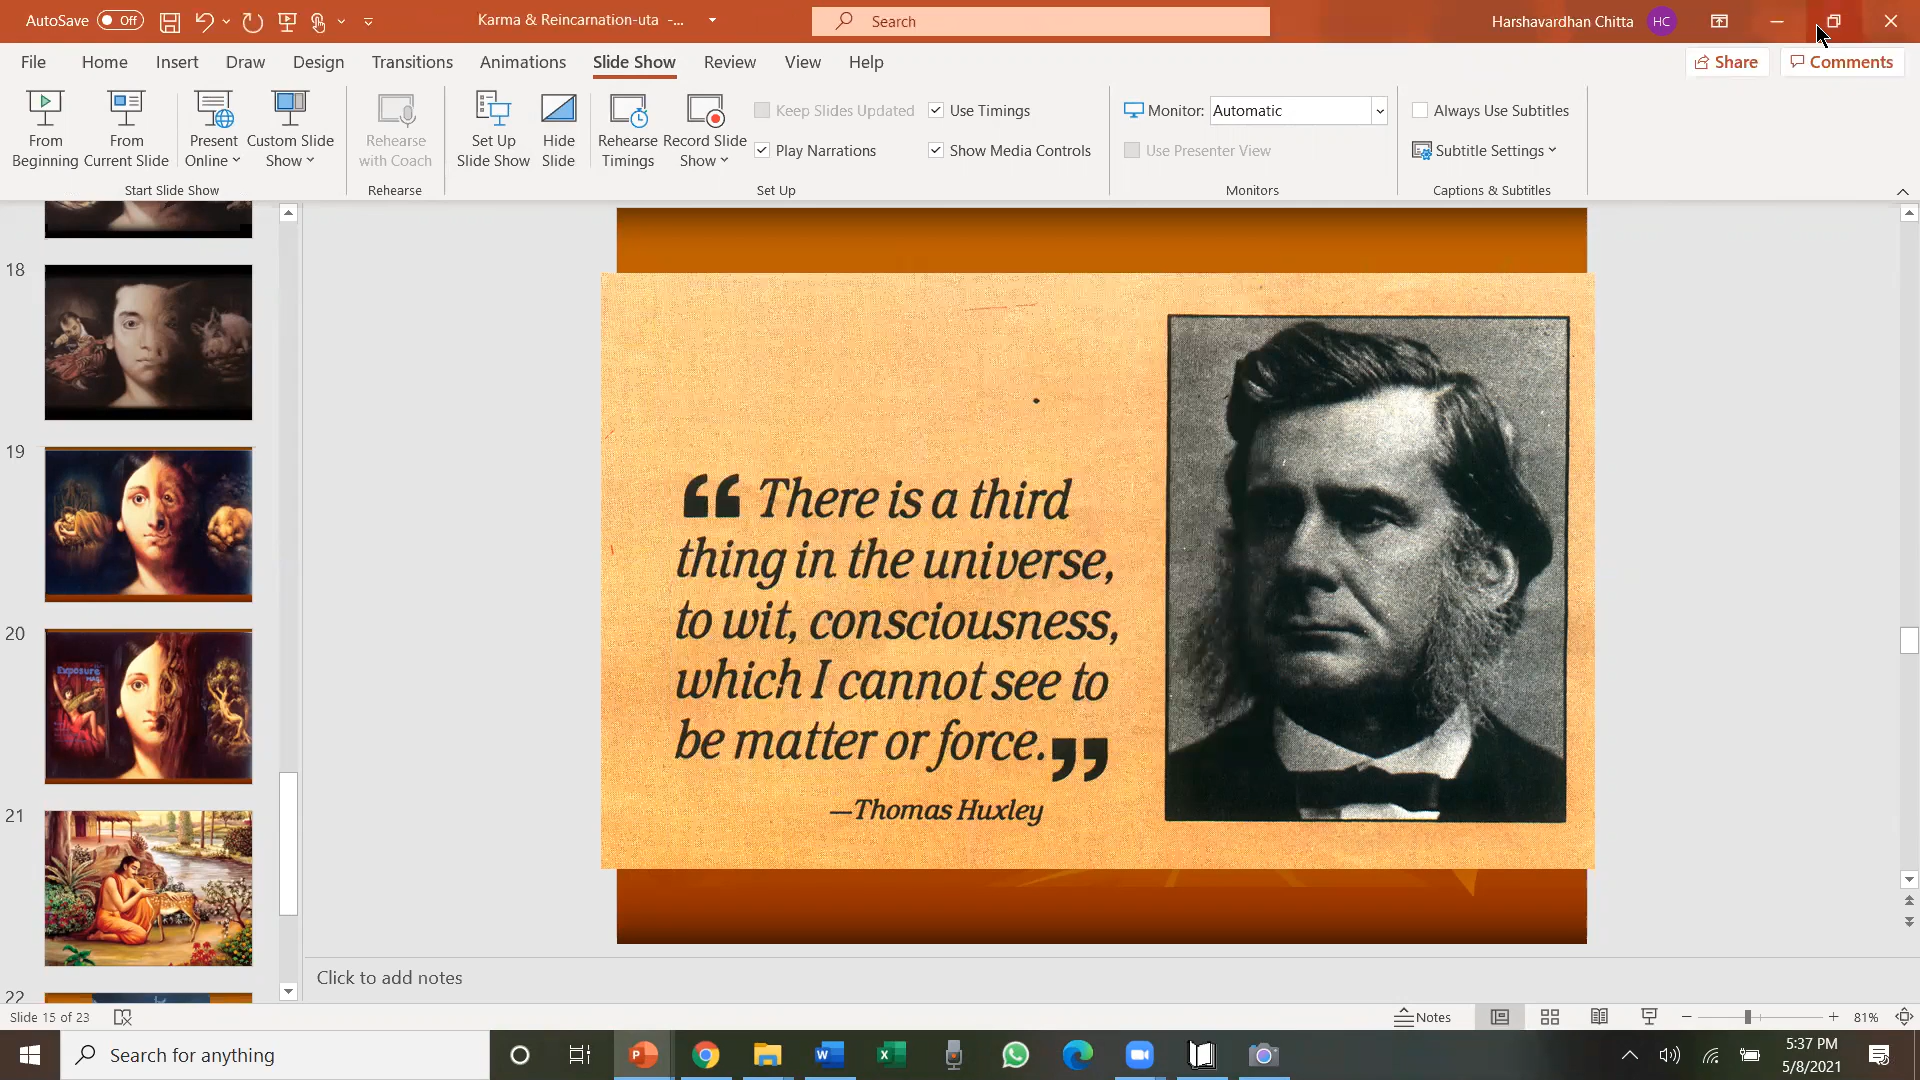 AutoSave Off
Karma & Reincarnation-uta -...
Search
Harshavardhan Chitta HC
File Home Insert Draw Design Transitions Animations Slide Show Review View Help
Share Comments
From Beginning
From Current Slide
Present Online
Custom Slide Show
Start Slide Show
Rehearse with Coach
Rehearse
Set Up Slide Show
Hide Slide
Rehearse Timings
Record Slide Show
Keep Slides Updated
Use Timings
Play Narrations
Show Media Controls
Set Up
Monitor: Automatic
Use Presenter View
Monitors
Always Use Subtitles
Subtitle Settings
Captions & Subtitles
18
19
20
Exposure
21
22
“There is a third
thing in the universe,
to wit, consciousness,
which I cannot see to
be matter or force.”
—Thomas Huxley
Click to add notes
Slide 15 of 23
Notes
81%
Search for anything
5:37 PM
5/8/2021